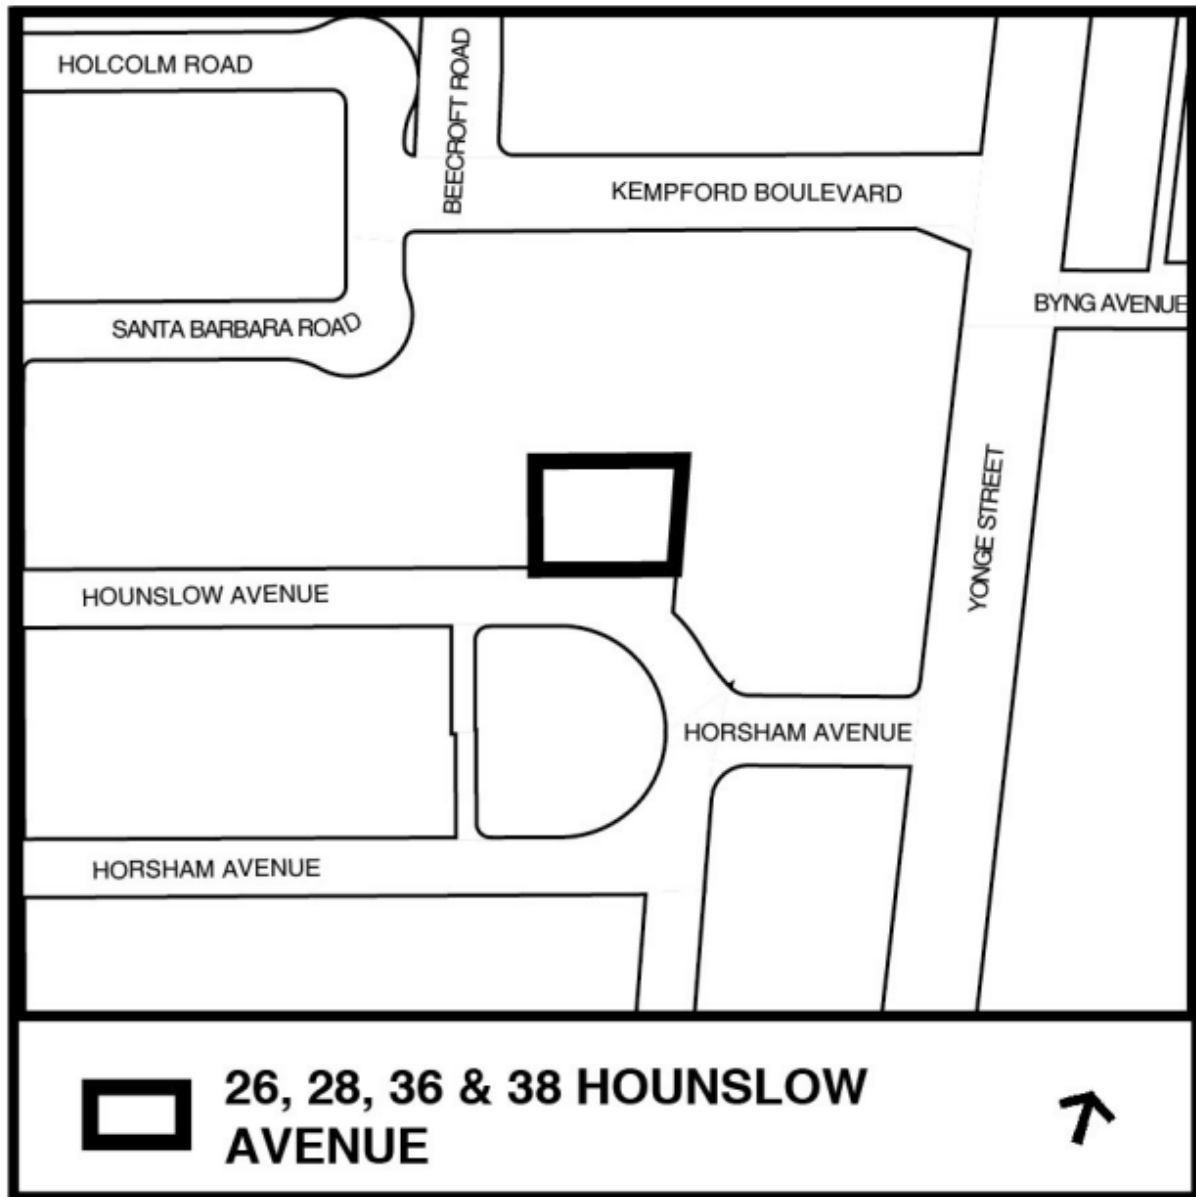 HOLCOLM ROAD
BEECROFT ROAD
KEMPFORD BOULEVARD
BYNG AVENUE
SANTA BARBARA ROAD
YONGE STREET
HOUNSLOW AVENUE
HORSHAM AVENUE
HORSHAM AVENUE
26, 28, 36 & 38 HOUNSLOW
AVENUE